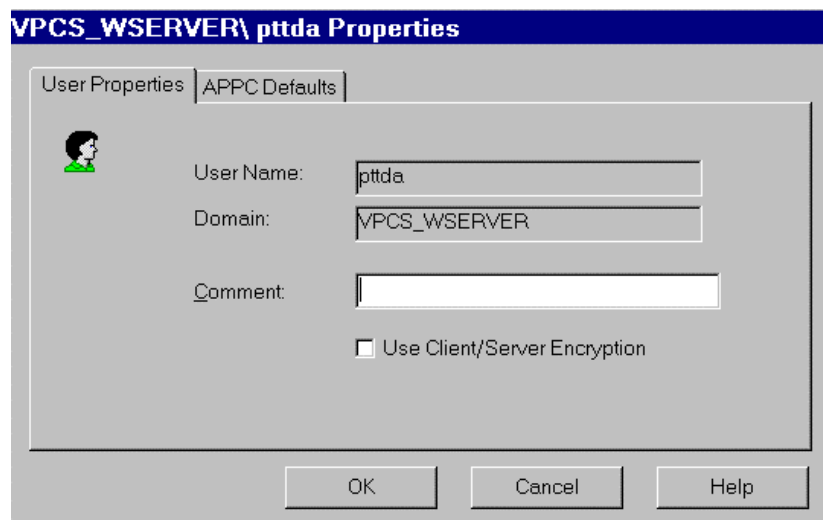 VPCS_WSERVER\ pttda Properties
User Properties
APPC Defaults
User Name:
pttda
Domain:
VPCS_WSERVER
Comment:
Use Client/Server Encryption
OK
Cancel
Help